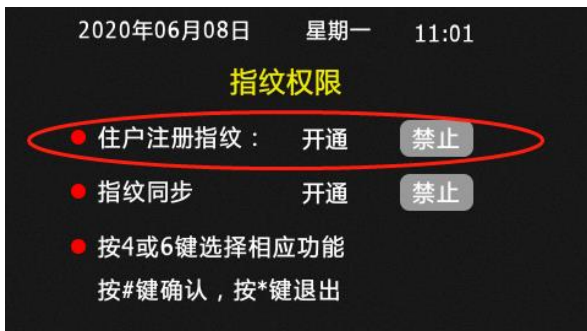 2020年06月08日 星期一 11:01
指纹权限
住户注册指纹： 开通 禁止
指纹同步 开通 禁止
按4或6键选择相应功能
按#键确认，按*键退出